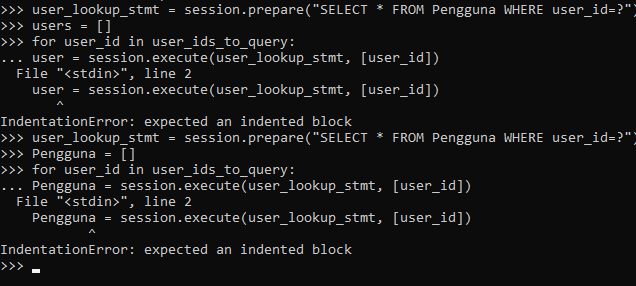 >>> user_lookup_stmt = session.prepare("SELECT * FROM Pengguna WHERE user_id=?")
>>> users = []
>>> for user_id in user_ids_to_query:
... user = session.execute(user_lookup_stmt, [user_id])
  File "<stdin>", line 2
    user = session.execute(user_lookup_stmt, [user_id])
       ^
IndentationError: expected an indented block
>>> user_lookup_stmt = session.prepare("SELECT * FROM Pengguna WHERE user_id=?")
>>> Pengguna = []
>>> for user_id in user_ids_to_query:
... Pengguna = session.execute(user_lookup_stmt, [user_id])
  File "<stdin>", line 2
    Pengguna = session.execute(user_lookup_stmt, [user_id])
           ^
IndentationError: expected an indented block
>>>